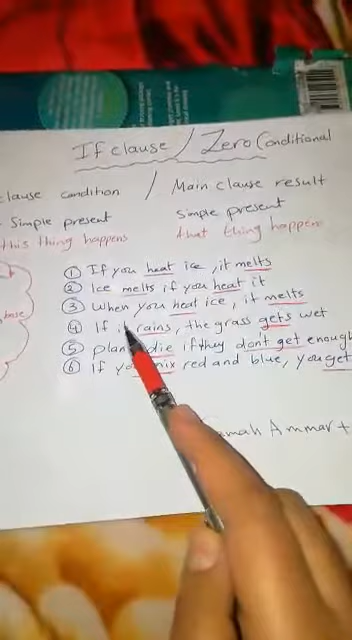 If clause / Zero Conditional
clause condition / Main clause result
Simple present simple present
this thing happens that thing happen
① If you heat ice, it melts
② Ice melts if you heat it
③ When you heat ice, it melts
④ If it rains, the grass gets wet
⑤ die if they don't get enough
⑥ If you mix red and blue, you get
Ammar